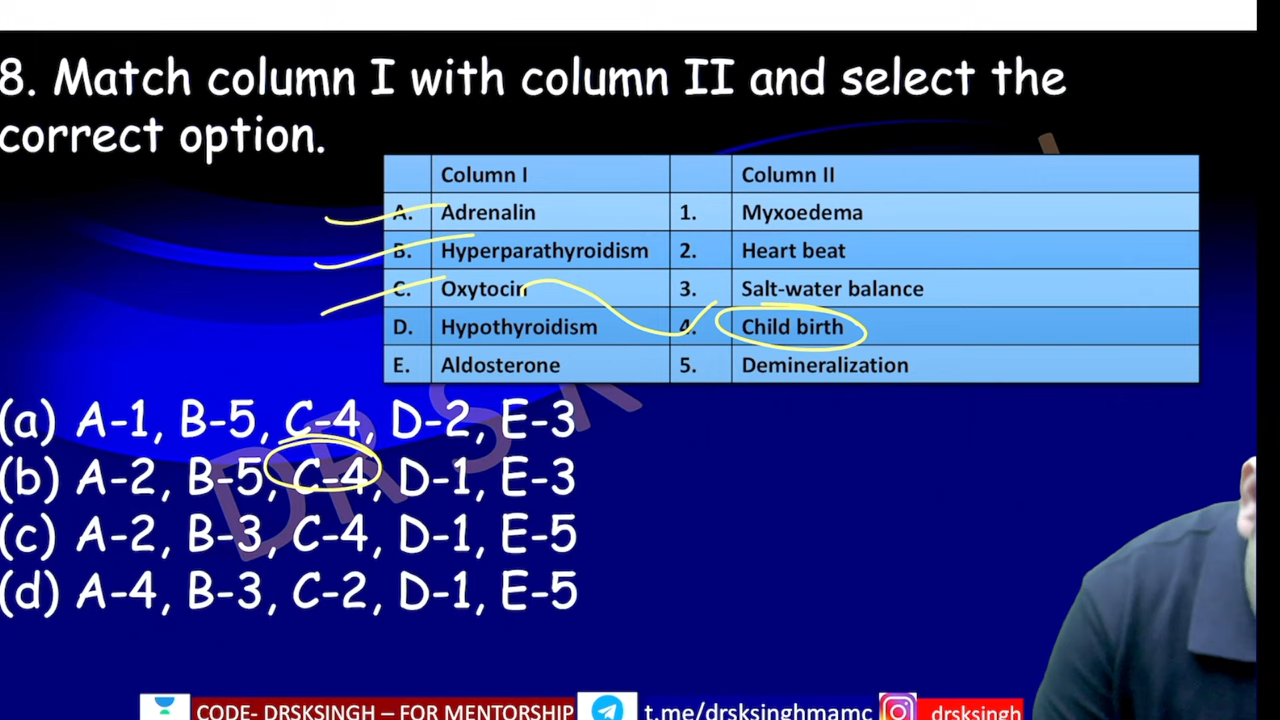 8. Match column I with column II and select the
correct option.
Column I Column II
A. Adrenalin 1. Myxoedema
B. Hyperparathyroidism 2. Heart beat
C. Oxytocin 3. Salt-water balance
D. Hypothyroidism 4. Child birth
E. Aldosterone 5. Demineralization
(a) A-1, B-5, C-4, D-2, E-3
(b) A-2, B-5, C-4, D-1, E-3
(c) A-2, B-3, C-4, D-1, E-5
(d) A-4, B-3, C-2, D-1, E-5
DR S K
CODE- DRSKSINGH – FOR MENTORSHIP t.me/drsksinghmamc drsksingh